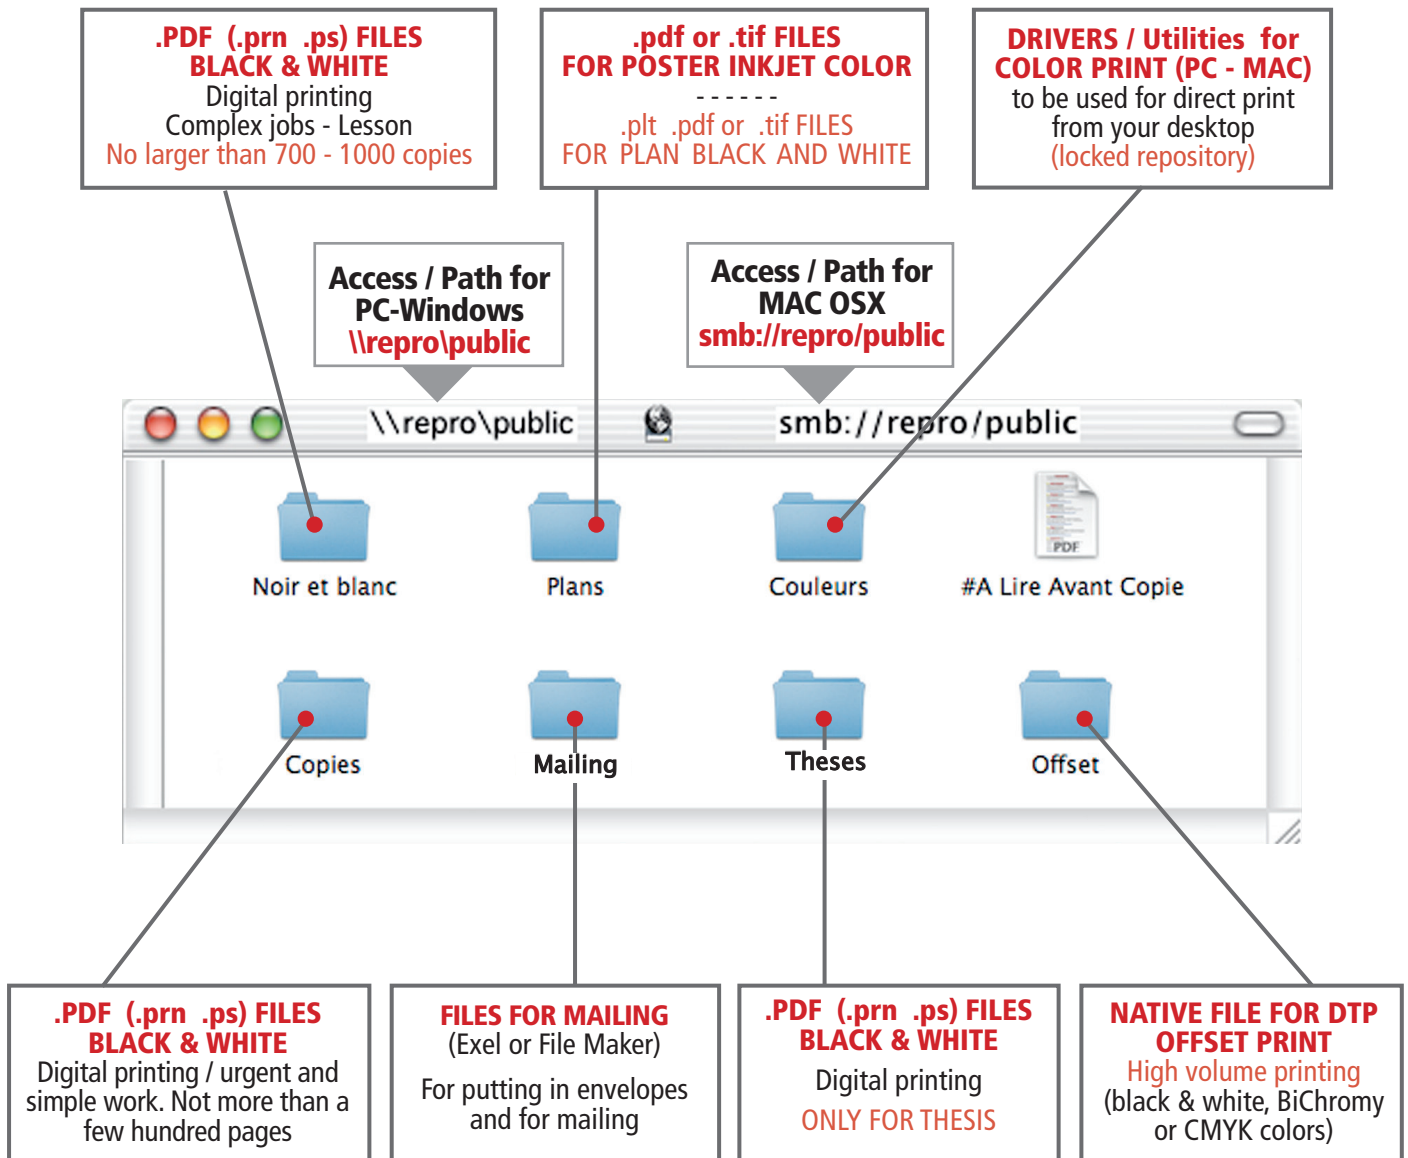 .PDF (.prn .ps) FILES
BLACK & WHITE
Digital printing
Complex jobs - Lesson
No larger than 700 - 1000 copies
.pdf or .tif FILES
FOR POSTER INKJET COLOR
- - - - - -
.plt .pdf or .tif FILES
FOR PLAN BLACK AND WHITE
DRIVERS / Utilities for
COLOR PRINT (PC - MAC)
to be used for direct print
from your desktop
(locked repository)
Access / Path for
PC-Windows
\\repro\public
Access / Path for
MAC OSX
smb://repro/public
\\repro\public
smb://repro/public
Noir et blanc
Plans
Couleurs
PDF
#A Lire Avant Copie
Copies
Mailing
Theses
Offset
.PDF (.prn .ps) FILES
BLACK & WHITE
Digital printing / urgent and
simple work. Not more than a
few hundred pages
FILES FOR MAILING
(Exel or File Maker)
For putting in envelopes
and for mailing
.PDF (.prn .ps) FILES
BLACK & WHITE
Digital printing
ONLY FOR THESIS
NATIVE FILE FOR DTP
OFFSET PRINT
High volume printing
(black & white, BiChromy
or CMYK colors)